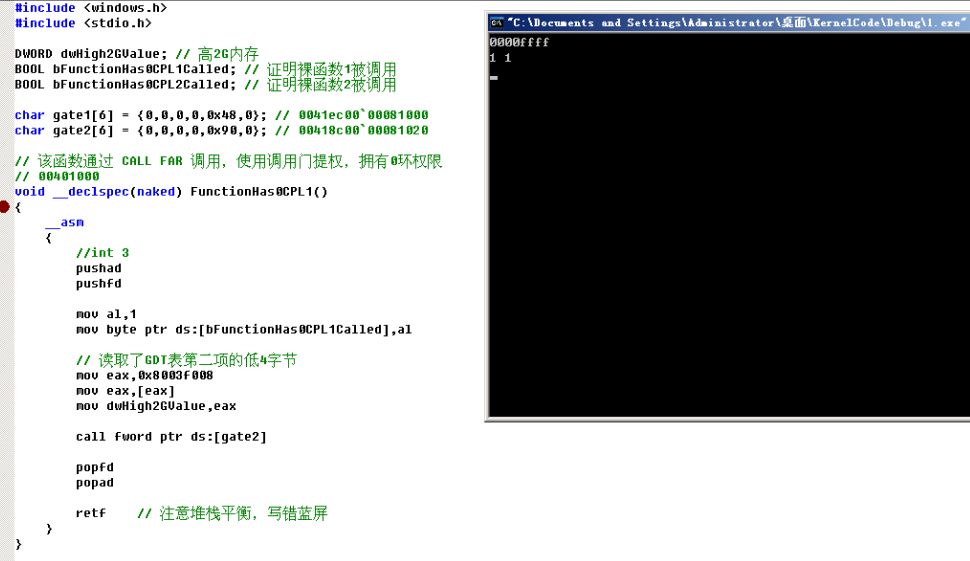 #include <windows.h>
#include <stdio.h>
DWORD dwHigh2GValue; // 高2G内存
BOOL bFunctionHas0CPL1Called; // 证明裸函数1被调用
BOOL bFunctionHas0CPL2Called; // 证明裸函数2被调用
char gate1[6] = {0,0,0,0,0x48,0}; // 0041ec00`00081000
char gate2[6] = {0,0,0,0,0x90,0}; // 00418c00`00081020
// 该函数通过 CALL FAR 调用，使用调用门提权，拥有0环权限
// 00401000
void __declspec(naked) FunctionHas0CPL1()
{
__asm
{
//int 3
pushad
pushfd
mov al,1
mov byte ptr ds:[bFunctionHas0CPL1Called],al
// 读取了GDT表第二项的低4字节
mov eax,0x8003f008
mov eax,[eax]
mov dwHigh2GValue,eax
call fword ptr ds:[gate2]
popfd
popad
retf // 注意堆栈平衡，写错蓝屏
}
}
"C:\Documents and Settings\Administrator\桌面\KernelCode\Debug\1.exe"
0000ffff
1 1